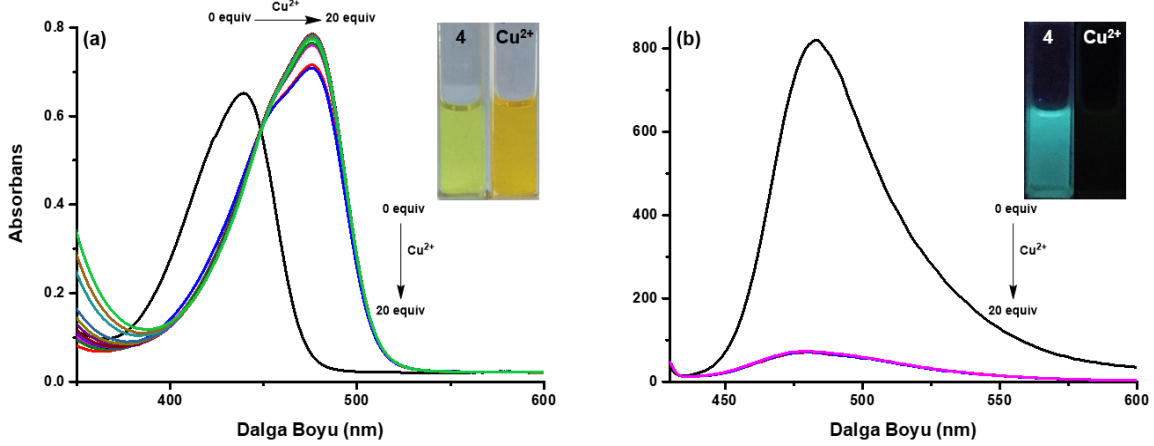 Cu²⁺
0 equiv
20 equiv
(a)
4
Cu²⁺
0.8
0.6
0.4
0.2
0.0
0 equiv
Cu²⁺
20 equiv
400
500
600
Absorbans
Dalga Boyu (nm)
(b)
4
Cu²⁺
800
600
400
200
0
0 equiv
Cu²⁺
20 equiv
450
500
550
600
Dalga Boyu (nm)